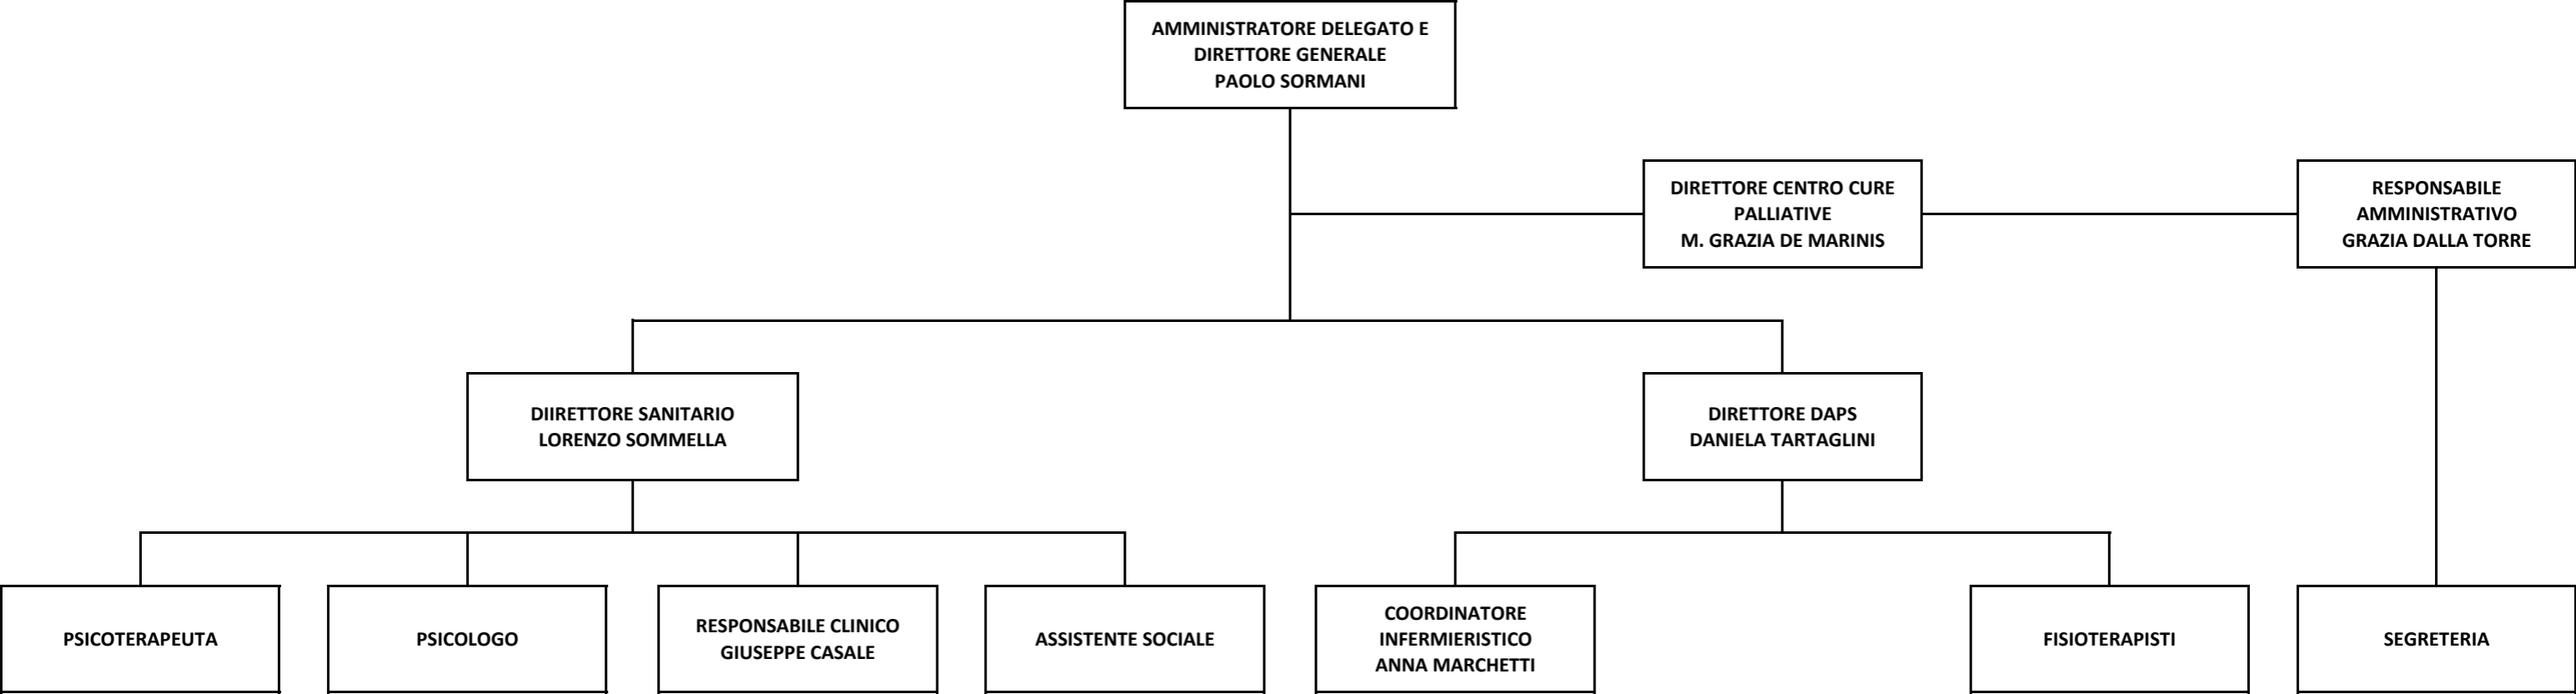 AMMINISTRATORE DELEGATO E
DIRETTORE GENERALE
PAOLO SORMANI
DIRETTORE CENTRO CURE
PALLIATIVE
M. GRAZIA DE MARINIS
RESPONSABILE
AMMINISTRATIVO
GRAZIA DALLA TORRE
DIIRETTORE SANITARIO
LORENZO SOMMELLA
DIRETTORE DAPS
DANIELA TARTAGLINI
PSICOTERAPEUTA
PSICOLOGO
RESPONSABILE CLINICO
GIUSEPPE CASALE
ASSISTENTE SOCIALE
COORDINATORE
INFERMIERISTICO
ANNA MARCHETTI
FISIOTERAPISTI
SEGRETERIA